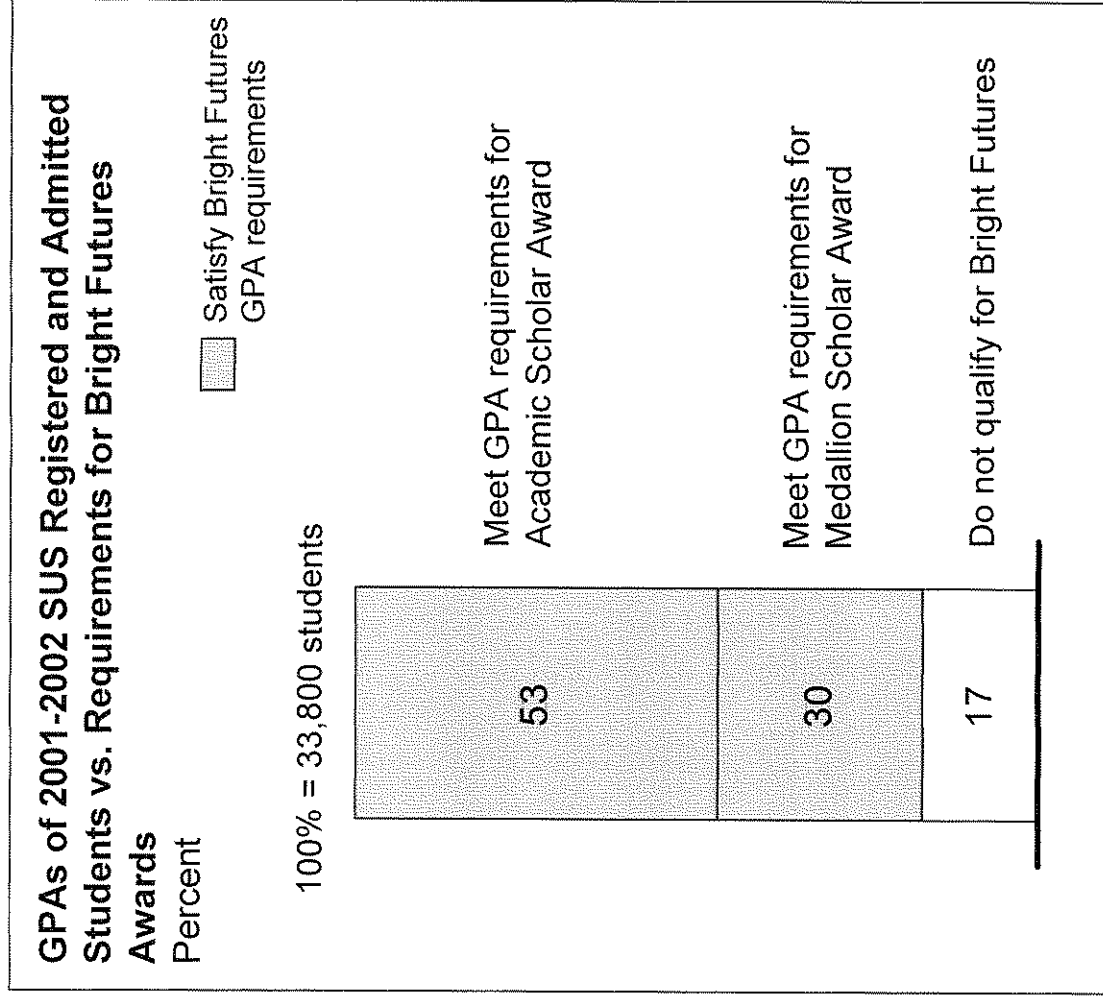 GPAs of 2001-2002 SUS Registered and Admitted
Students vs. Requirements for Bright Futures
Awards
Percent
Satisfy Bright Futures
GPA requirements
100% = 33,800 students
53
Meet GPA requirements for
Academic Scholar Award
30
Meet GPA requirements for
Medallion Scholar Award
17
Do not qualify for Bright Futures